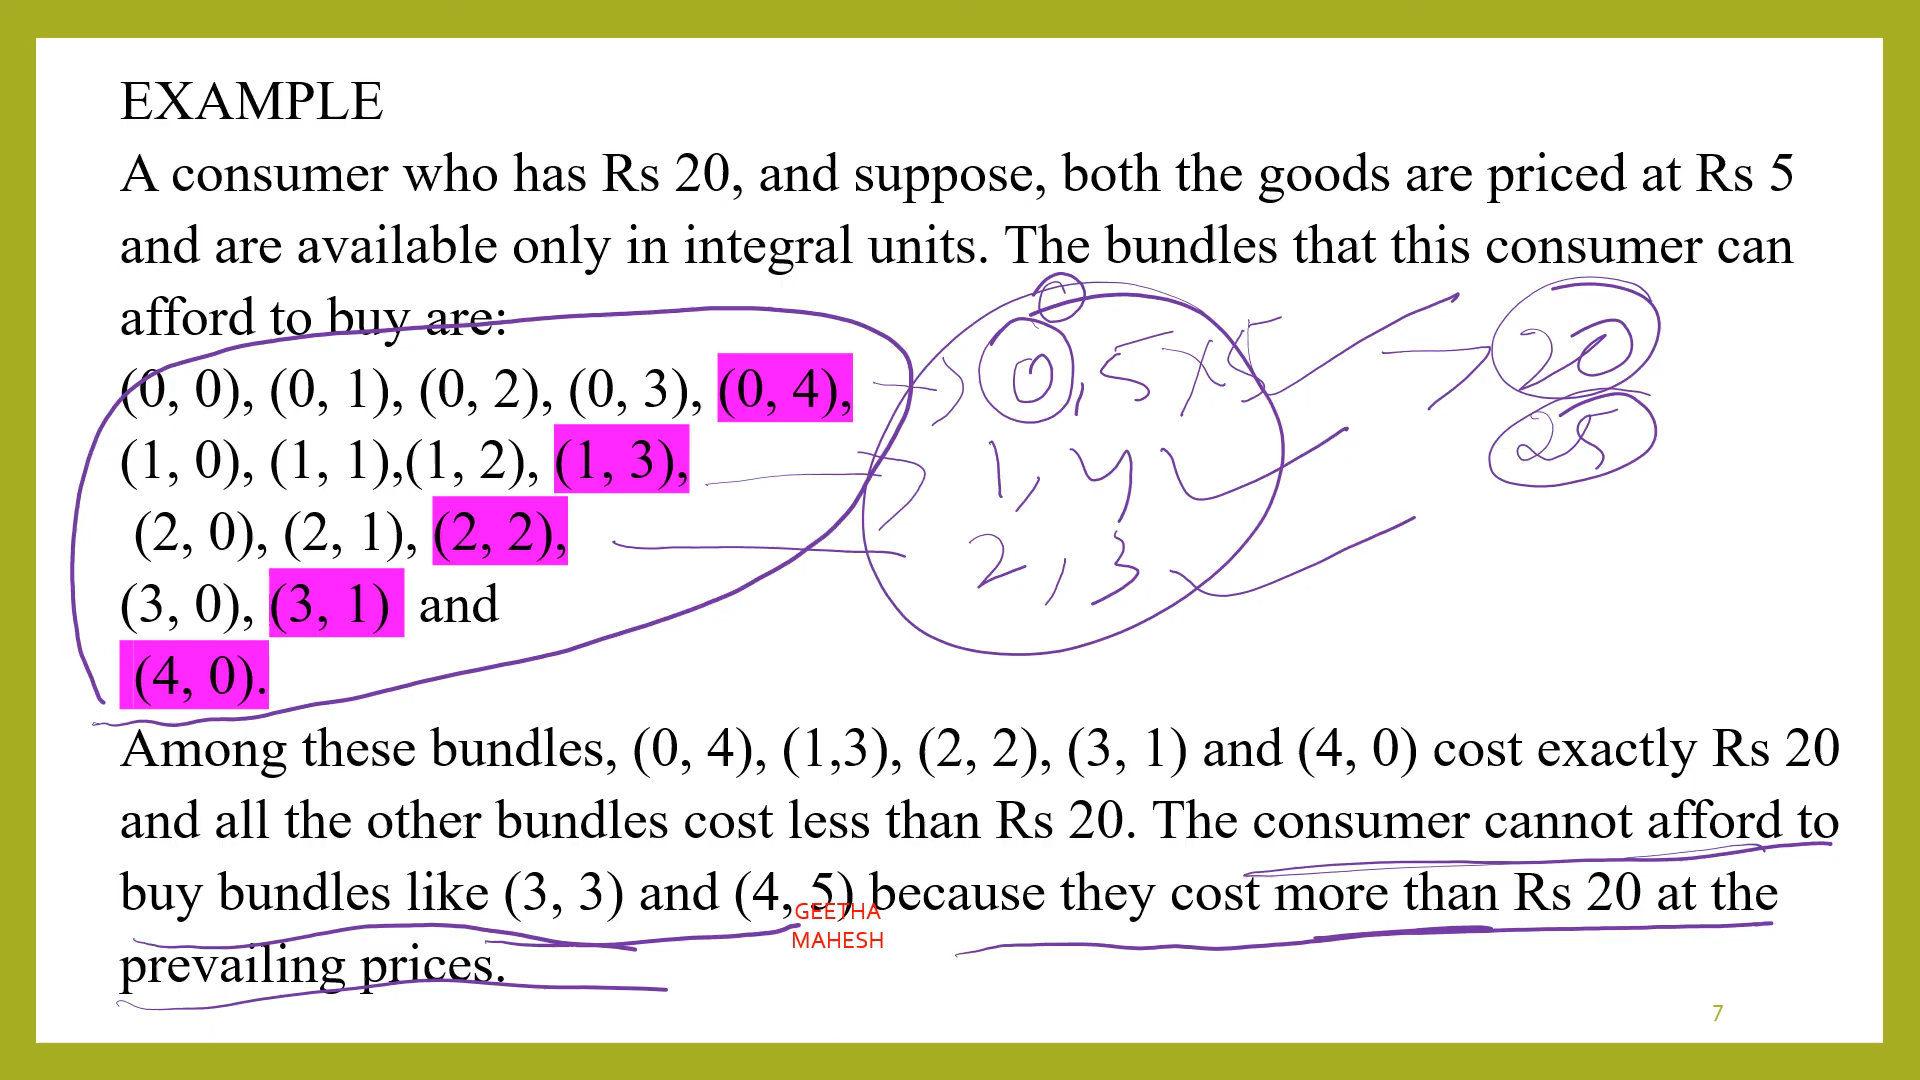 EXAMPLE
A consumer who has Rs 20, and suppose, both the goods are priced at Rs 5
and are available only in integral units. The bundles that this consumer can
afford to buy are:
(0, 0), (0, 1), (0, 2), (0, 3), (0, 4),
0, 5×5
20
(1, 0), (1, 1),(1, 2), (1, 3),
1, 4
25
(2, 0), (2, 1), (2, 2),
2, 3
(3, 0), (3, 1) and
(4, 0).
Among these bundles, (0, 4), (1,3), (2, 2), (3, 1) and (4, 0) cost exactly Rs 20
and all the other bundles cost less than Rs 20. The consumer cannot afford to
buy bundles like (3, 3) and (4, 5) because they cost more than Rs 20 at the
prevailing prices.
GEETHA
MAHESH
7